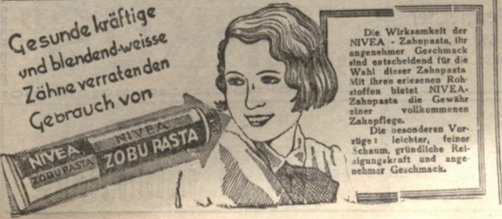 Gesunde kräftige
und blendend-weisse
Zähne verraten den
Gebrauch von
NIVEA
ZOBU PASTA
NIVEA
ZOBU PASTA
Die Wirksamkeit der
NIVEA - Zahnpasta, ihr
angenehmer Geschmack
sind entscheidend für die
Wahl dieser Zahnpasta
Mit ihren erlesenen Roh-
stoffen bietet NIVEA-
Zahnpasta die Gewähr
einer vollkommenen
Zahnpflege.
Die besonderen Vor-
züge: leichter, feiner
Schaum, gründliche Rei-
nigungskraft und ange-
nehmer Geschmack.